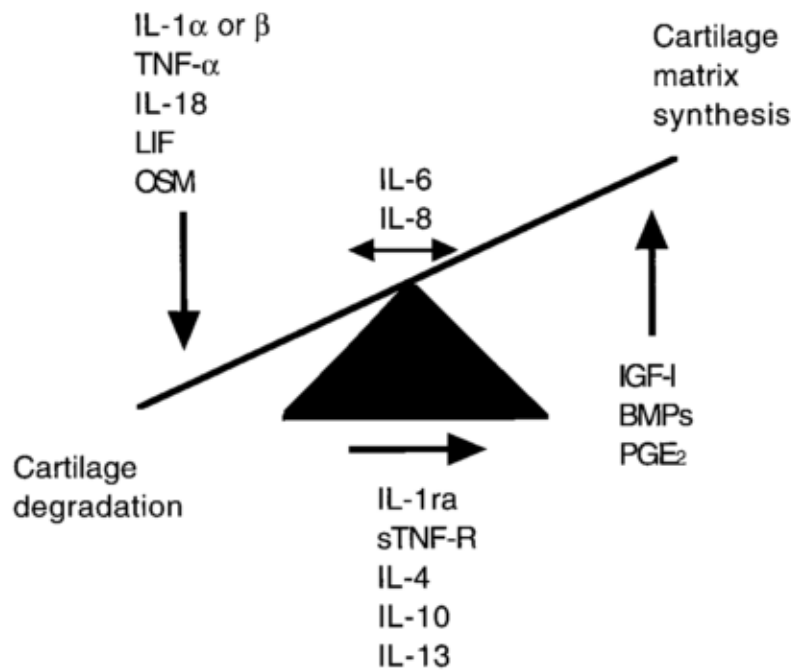 IL-1α or β
TNF-α
IL-18
LIF
OSM
Cartilage
matrix
synthesis
IL-6
IL-8
IGF-I
BMPs
PGE₂
Cartilage
degradation
IL-1ra
sTNF-R
IL-4
IL-10
IL-13